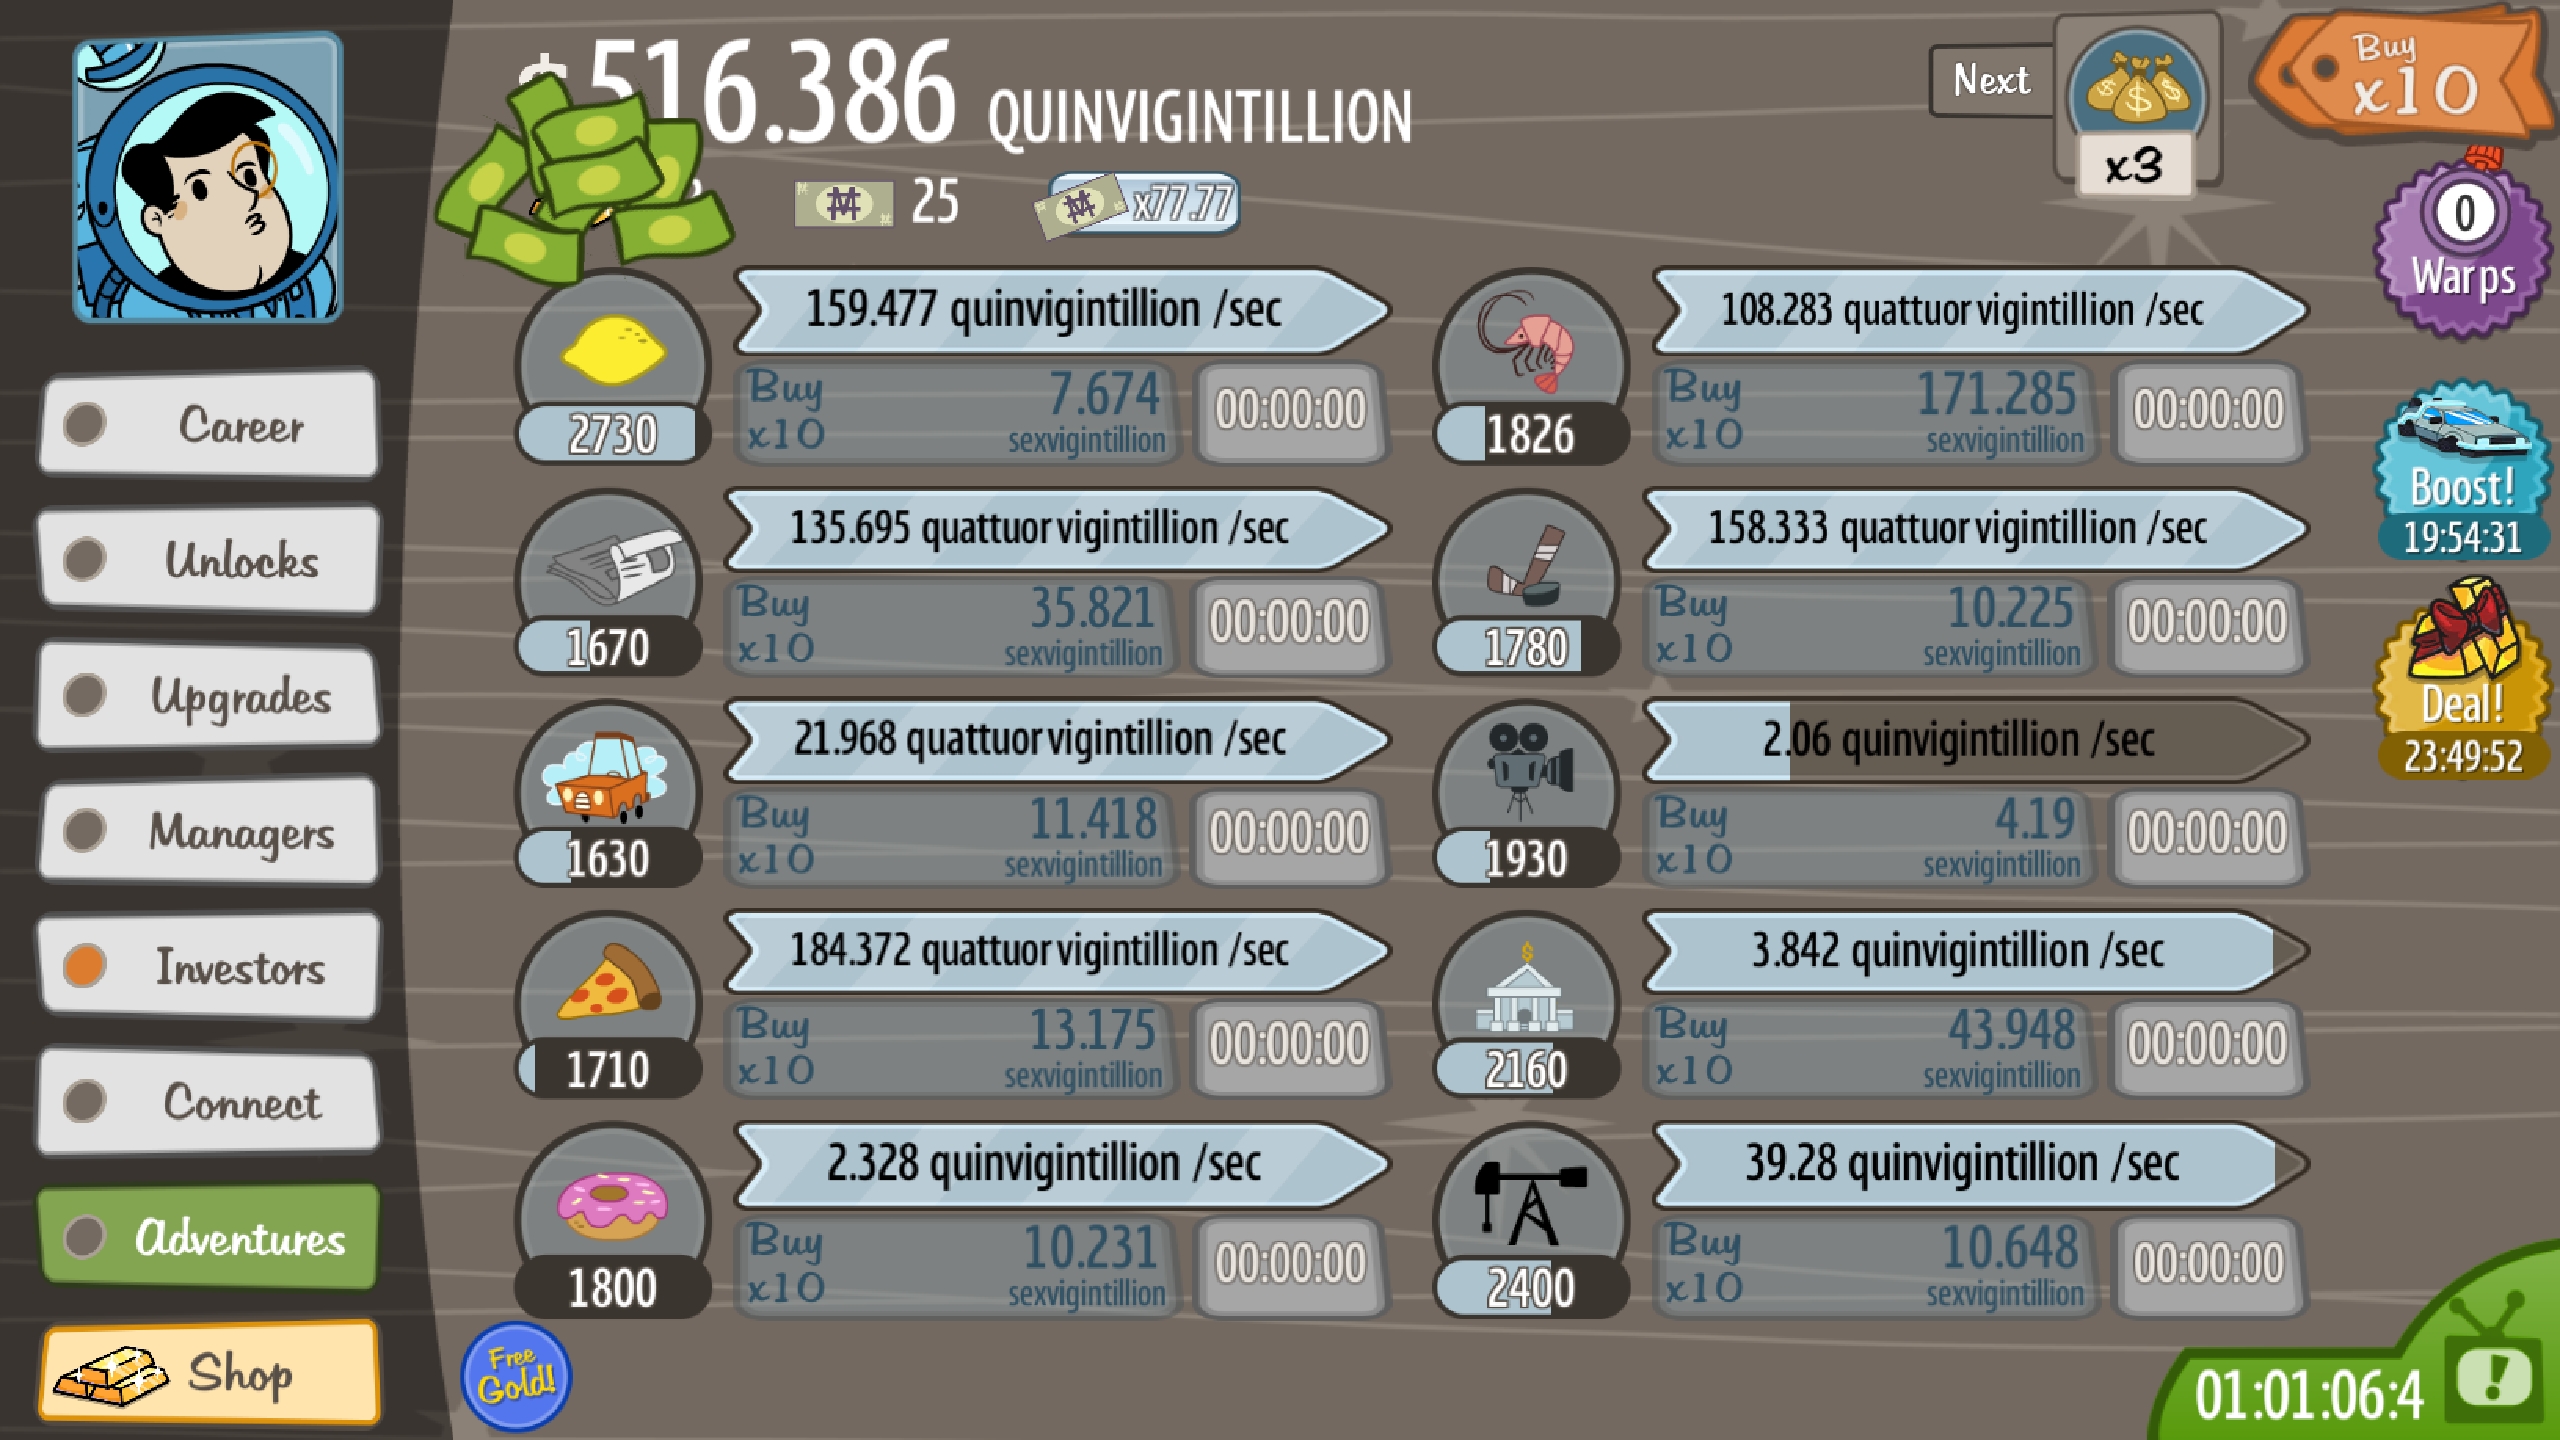 $516.386 QUINVIGINTILLION
25
x77.77
Next
x3
Buy
x10
0
Warps
Boost!
19:54:31
Deal!
23:49:52
Career
Unlocks
Upgrades
Managers
Investors
Connect
Adventures
Shop
159.477 quinvigintillion /sec
2730
Buy
x10
7.674
sexvigintillion
00:00:00
135.695 quattuorvigintillion /sec
1670
Buy
x10
35.821
sexvigintillion
00:00:00
21.968 quattuorvigintillion /sec
1630
Buy
x10
11.418
sexvigintillion
00:00:00
184.372 quattuorvigintillion /sec
1710
Buy
x10
13.175
sexvigintillion
00:00:00
2.328 quinvigintillion /sec
1800
Buy
x10
10.231
sexvigintillion
00:00:00
108.283 quattuorvigintillion /sec
1826
Buy
x10
171.285
sexvigintillion
00:00:00
158.333 quattuorvigintillion /sec
1780
Buy
x10
10.225
sexvigintillion
00:00:00
2.06 quinvigintillion /sec
1930
Buy
x10
4.19
sexvigintillion
00:00:00
3.842 quinvigintillion /sec
2160
Buy
x10
43.948
sexvigintillion
00:00:00
39.28 quinvigintillion /sec
2400
Buy
x10
10.648
sexvigintillion
00:00:00
Free
Gold!
01:01:06:4